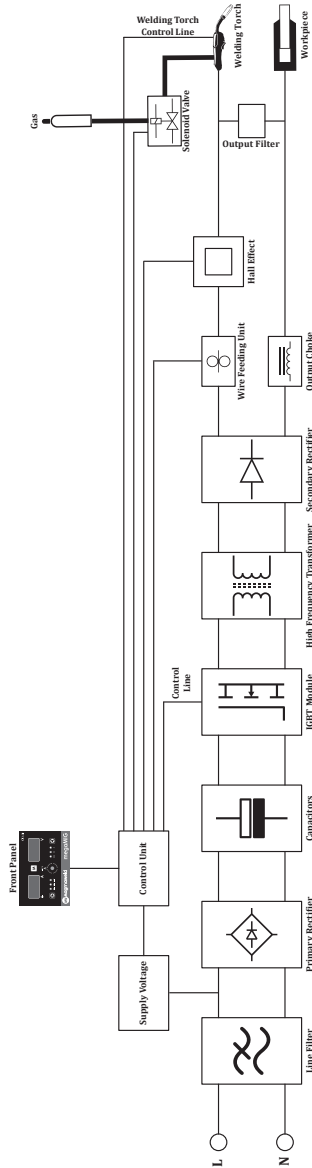 Front Panel
magmaweld
megaMIG
Control Unit
Supply Voltage
Gas
Welding Torch
Control Line
Solenoid Valve
Welding Torch
Workpiece
Output Filter
Hall Effect
Wire Feeding Unit
Output Choke
Secondary Rectifier
High Frequency Transformer
Control
Line
IGBT Module
Capacitors
Primary Rectifier
Line Filter
L
N